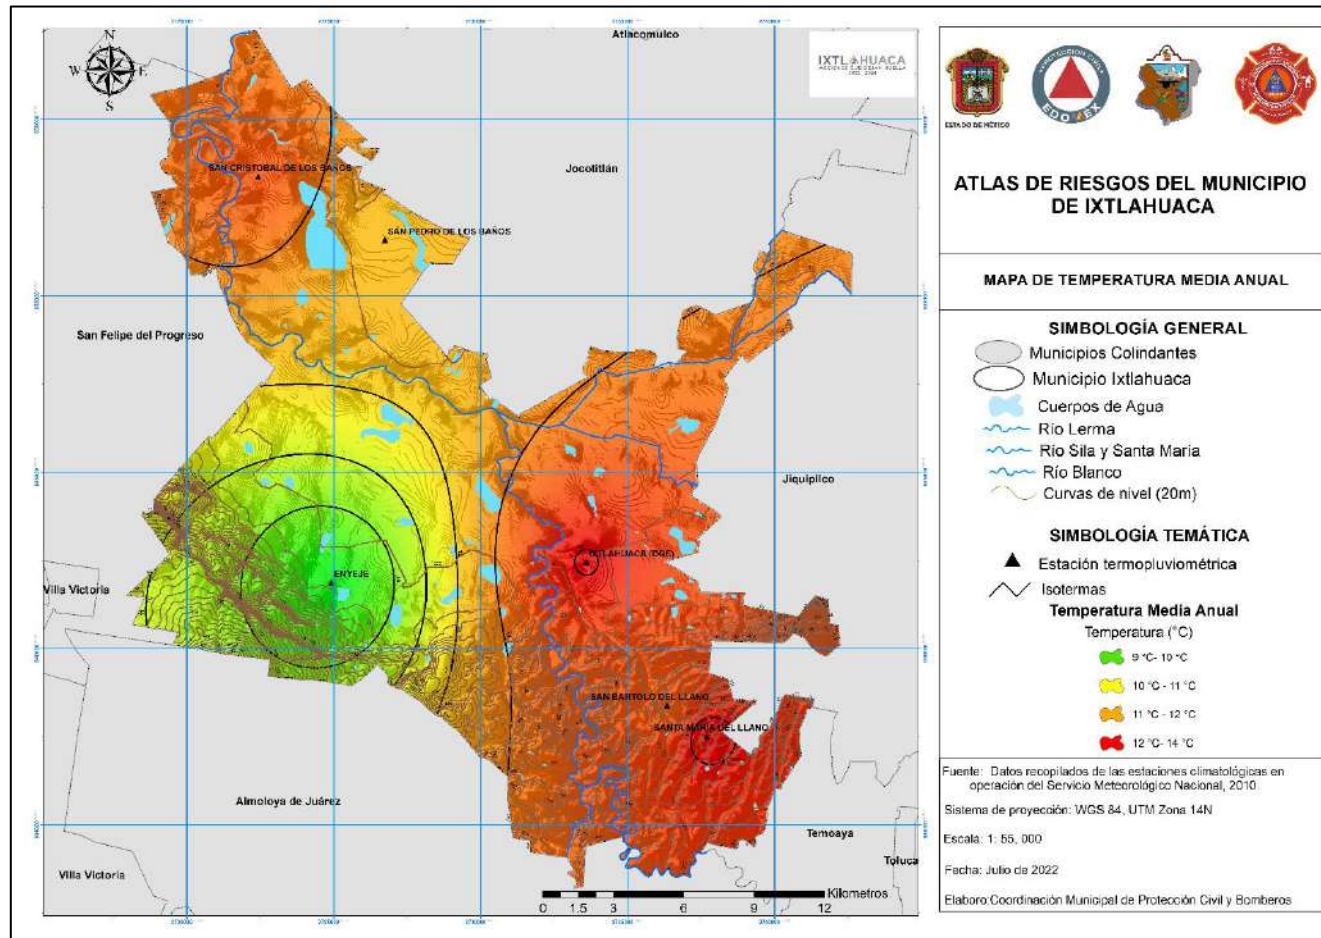 N
W E
S
Atlacomulco
IXTLAHUACA
SAN CRISTOBAL DE LOS BAÑOS
Jocotitlán
SAN PEDRO DE LOS BAÑOS
San Felipe del Progreso
Jiquipilco
IXTLAHUACA (DGE)
ENYEJE
Villa Victoria
SAN BARTOLO DEL LLANO
SANTA MARIA DEL LLANO
Almoloya de Juárez
Temoaya
Toluca
Villa Victoria
Kilometros
0 1.5 3 6 9 12
ESTADO DE MÉXICO
PROTECCIÓN CIVIL
EDOMEX
ATLAS DE RIESGOS DEL MUNICIPIO
DE IXTLAHUACA
MAPA DE TEMPERATURA MEDIA ANUAL
SIMBOLOGÍA GENERAL
Municipios Colindantes
Municipio Ixtlahuaca
Cuerpos de Agua
Río Lerma
Río Sila y Santa Maria
Río Blanco
Curvas de nivel (20m)
SIMBOLOGÍA TEMÁTICA
Estación termopluviométrica
Isotermas
Temperatura Media Anual
Temperatura (°C)
9 °C- 10 °C
10 °C - 11 °C
11 °C - 12 °C
12 °C- 14 °C
Fuente: Datos recopilados de las estaciones climatológicas en
operación del Servicio Meteorológico Nacional, 2010.
Sistema de proyección: WGS 84, UTM Zona 14N
Escala: 1: 55, 000
Fecha: Julio de 2022
Elaboro:Coordinación Municipal de Protección Civil y Bomberos